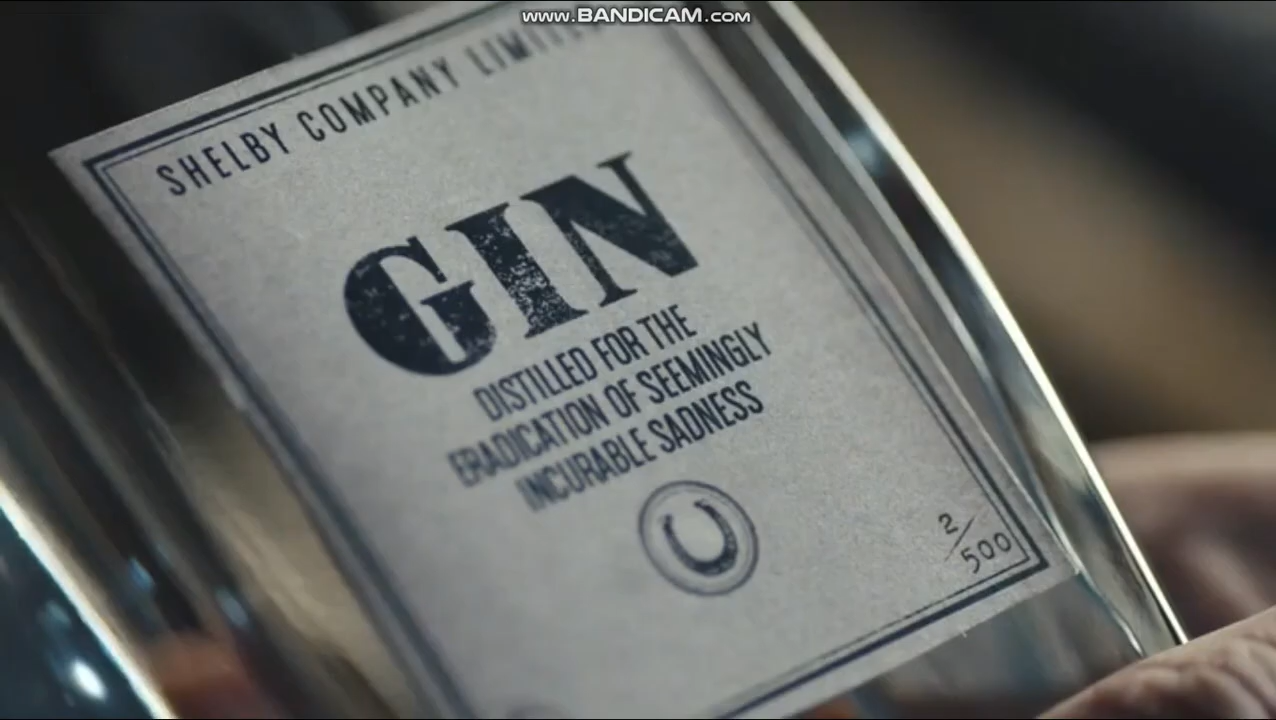 www.BANDICAM.com
SHELBY COMPANY LIMITED
GIN
DISTILLED FOR THE
ERADICATION OF SEEMINGLY
INCURABLE SADNESS
2/500